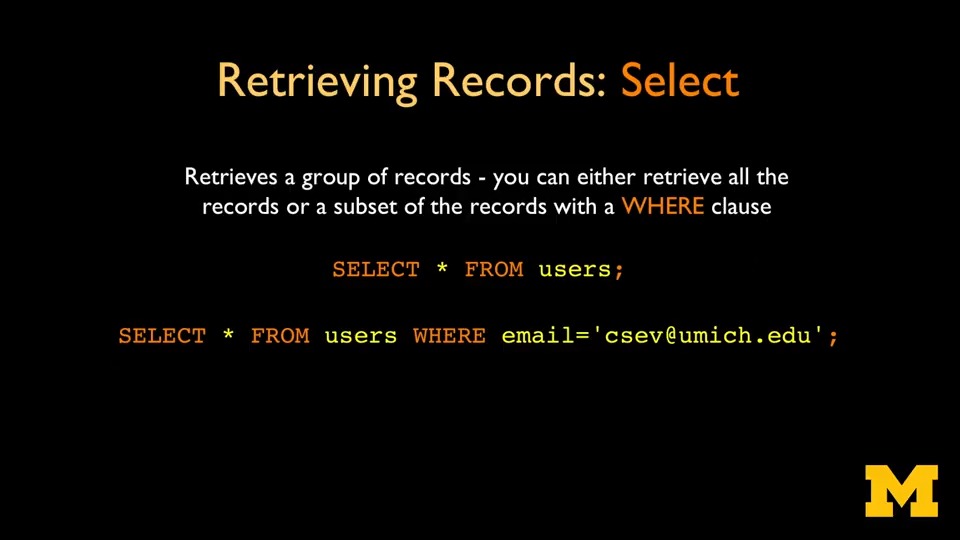 Retrieving Records: Select
Retrieves a group of records - you can either retrieve all the
records or a subset of the records with a WHERE clause
SELECT * FROM users;
SELECT * FROM users WHERE email='csev@umich.edu';
M